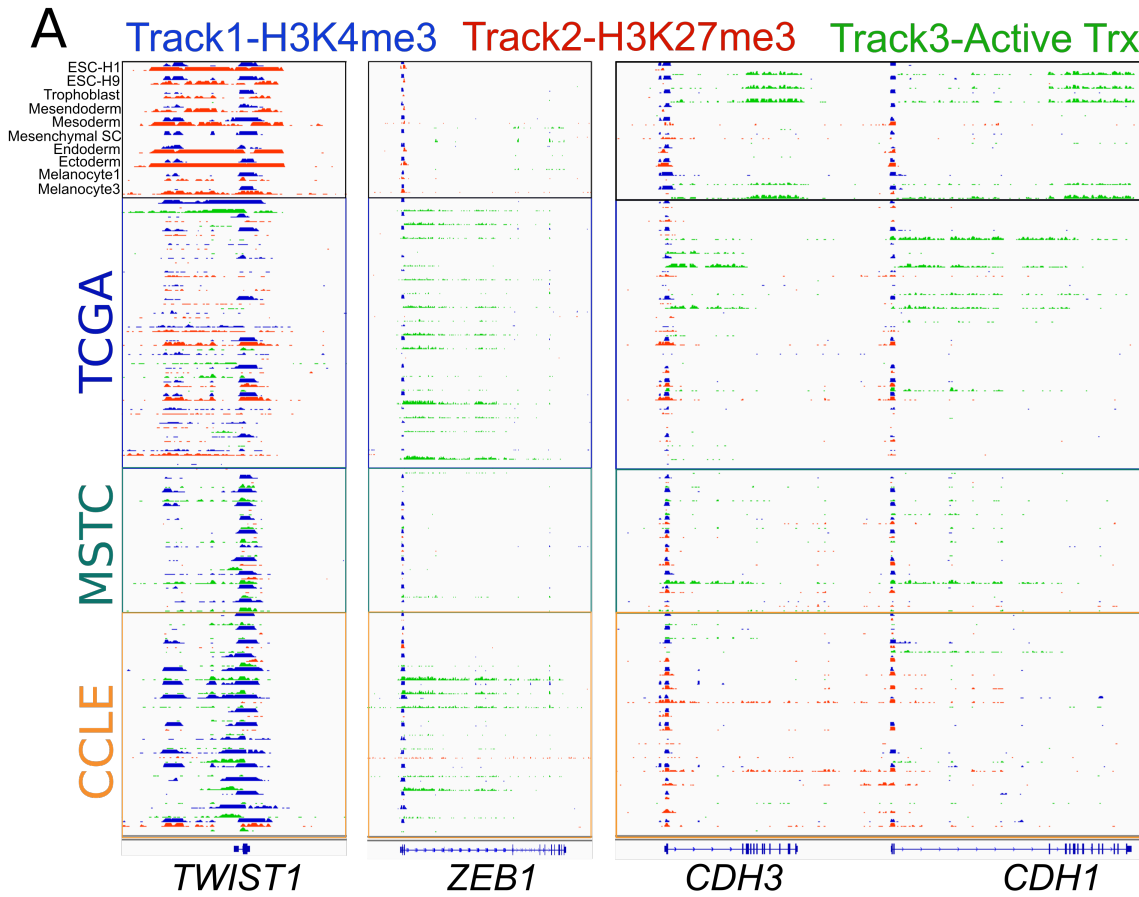 A
Track1-H3K4me3 Track2-H3K27me3 Track3-Active Trx
ESC-H1
ESC-H9
Trophoblast
Mesendoderm
Mesoderm
Mesenchymal SC
Endoderm
Ectoderm
Melanocyte1
Melanocyte3
TCGA
MSTC
CCLE
TWIST1 ZEB1 CDH3 CDH1